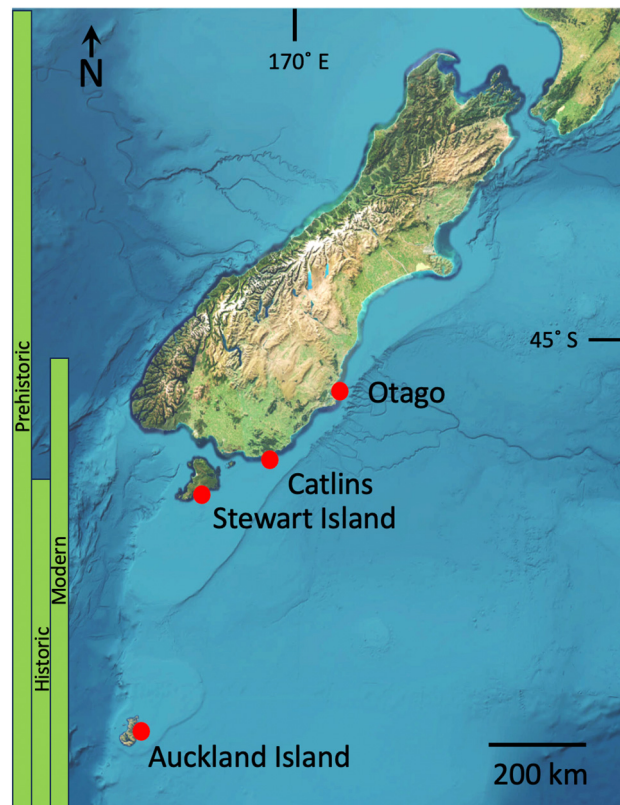 N
170° E
45° S
Prehistoric
Historic
Modern
Otago
Catlins
Stewart Island
Auckland Island
200 km